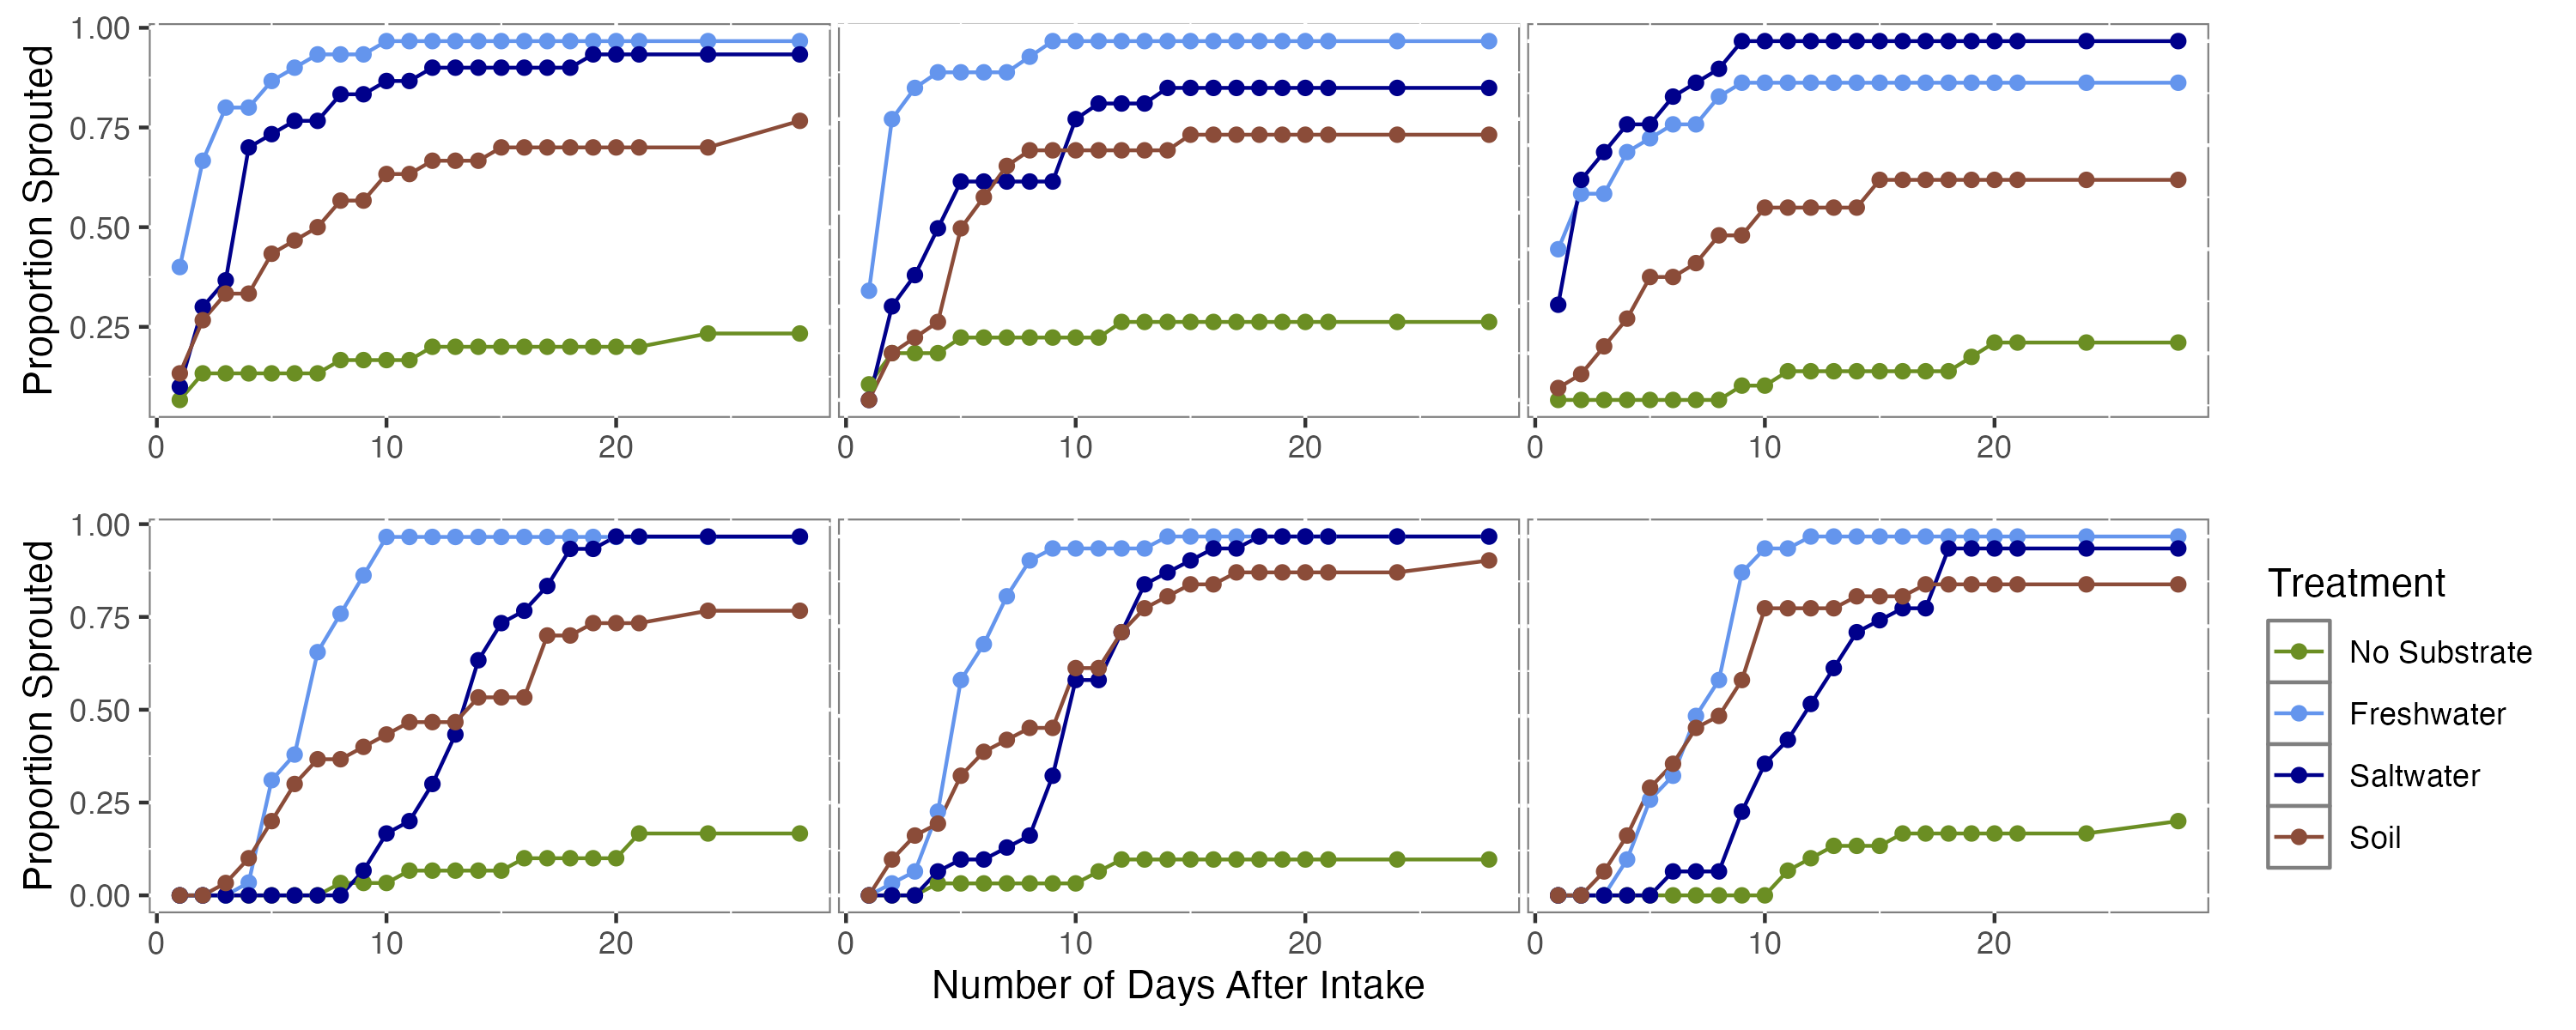 Proportion Sprouted
1.00
0.75
0.50
0.25
0 10 20
0 10 20
0 10 20
Proportion Sprouted
1.00
0.75
0.50
0.25
0.00
0 10 20
0 10 20
0 10 20
Number of Days After Intake
Treatment
No Substrate
Freshwater
Saltwater
Soil